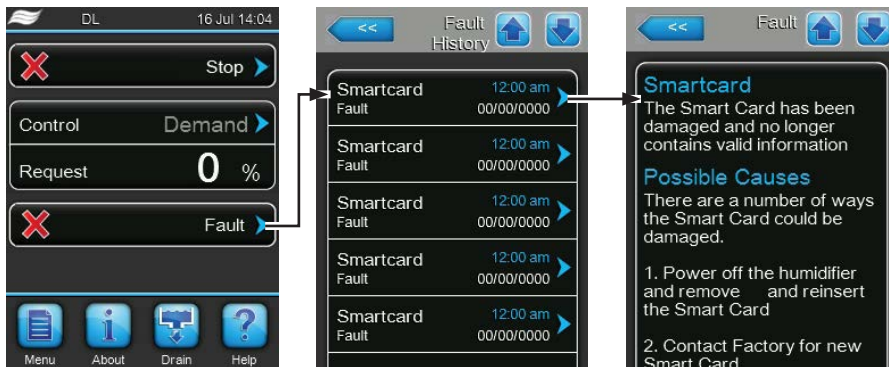 DL 16 Jul 14:04
Stop
Control Demand
Request 0 %
Fault
Menu About Drain Help
<< Fault
History
Smartcard 12:00 am
Fault 00/00/0000
Smartcard 12:00 am
Fault 00/00/0000
Smartcard 12:00 am
Fault 00/00/0000
Smartcard 12:00 am
Fault 00/00/0000
Smartcard 12:00 am
Fault 00/00/0000
<< Fault
Smartcard
The Smart Card has been
damaged and no longer
contains valid information
Possible Causes
There are a number of ways
the Smart Card could be
damaged.
1. Power off the humidifier
and remove and reinsert
the Smart Card
2. Contact Factory for new
Smart Card